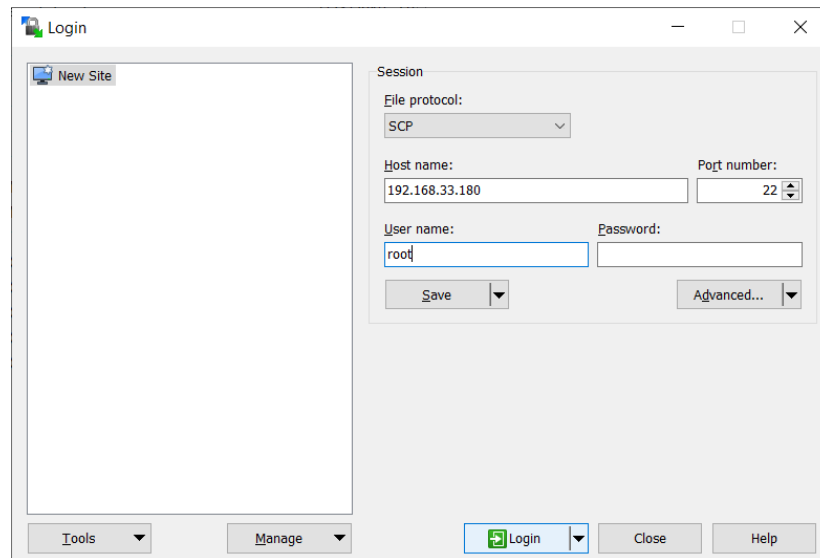 Login
New Site
Session
File protocol:
SCP
Host name:
Port number:
192.168.33.180
22
User name:
Password:
root
Save
Advanced...
Tools
Manage
Login
Close
Help